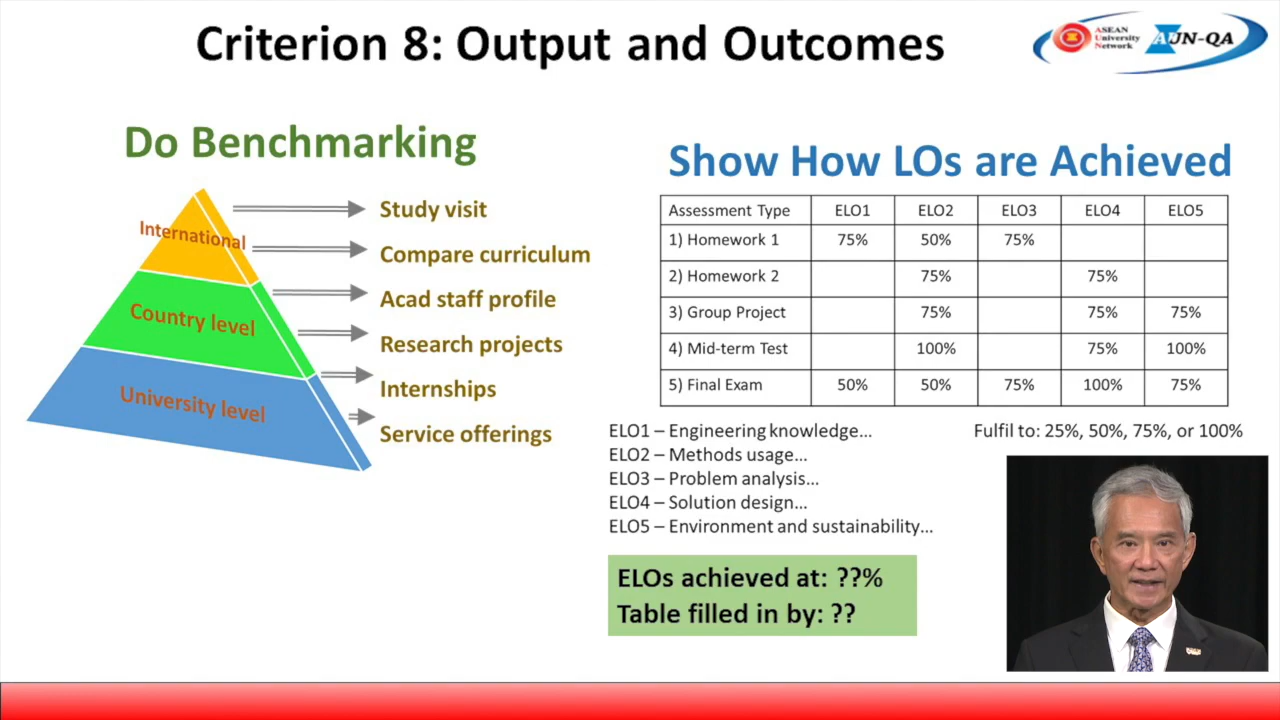 Criterion 8: Output and Outcomes
ASEAN
University
Network
AUN-QA
Do Benchmarking
International
Country level
University level
Study visit
Compare curriculum
Acad staff profile
Research projects
Internships
Service offerings
Show How LOs are Achieved
Assessment Type ELO1 ELO2 ELO3 ELO4 ELO5
1) Homework 1 75% 50% 75%
2) Homework 2 75% 75%
3) Group Project 75% 75% 75%
4) Mid-term Test 100% 75% 100%
5) Final Exam 50% 50% 75% 100% 75%
ELO1 – Engineering knowledge...
ELO2 – Methods usage...
ELO3 – Problem analysis...
ELO4 – Solution design...
ELO5 – Environment and sustainability...
Fulfil to: 25%, 50%, 75%, or 100%
ELOs achieved at: ??%
Table filled in by: ??